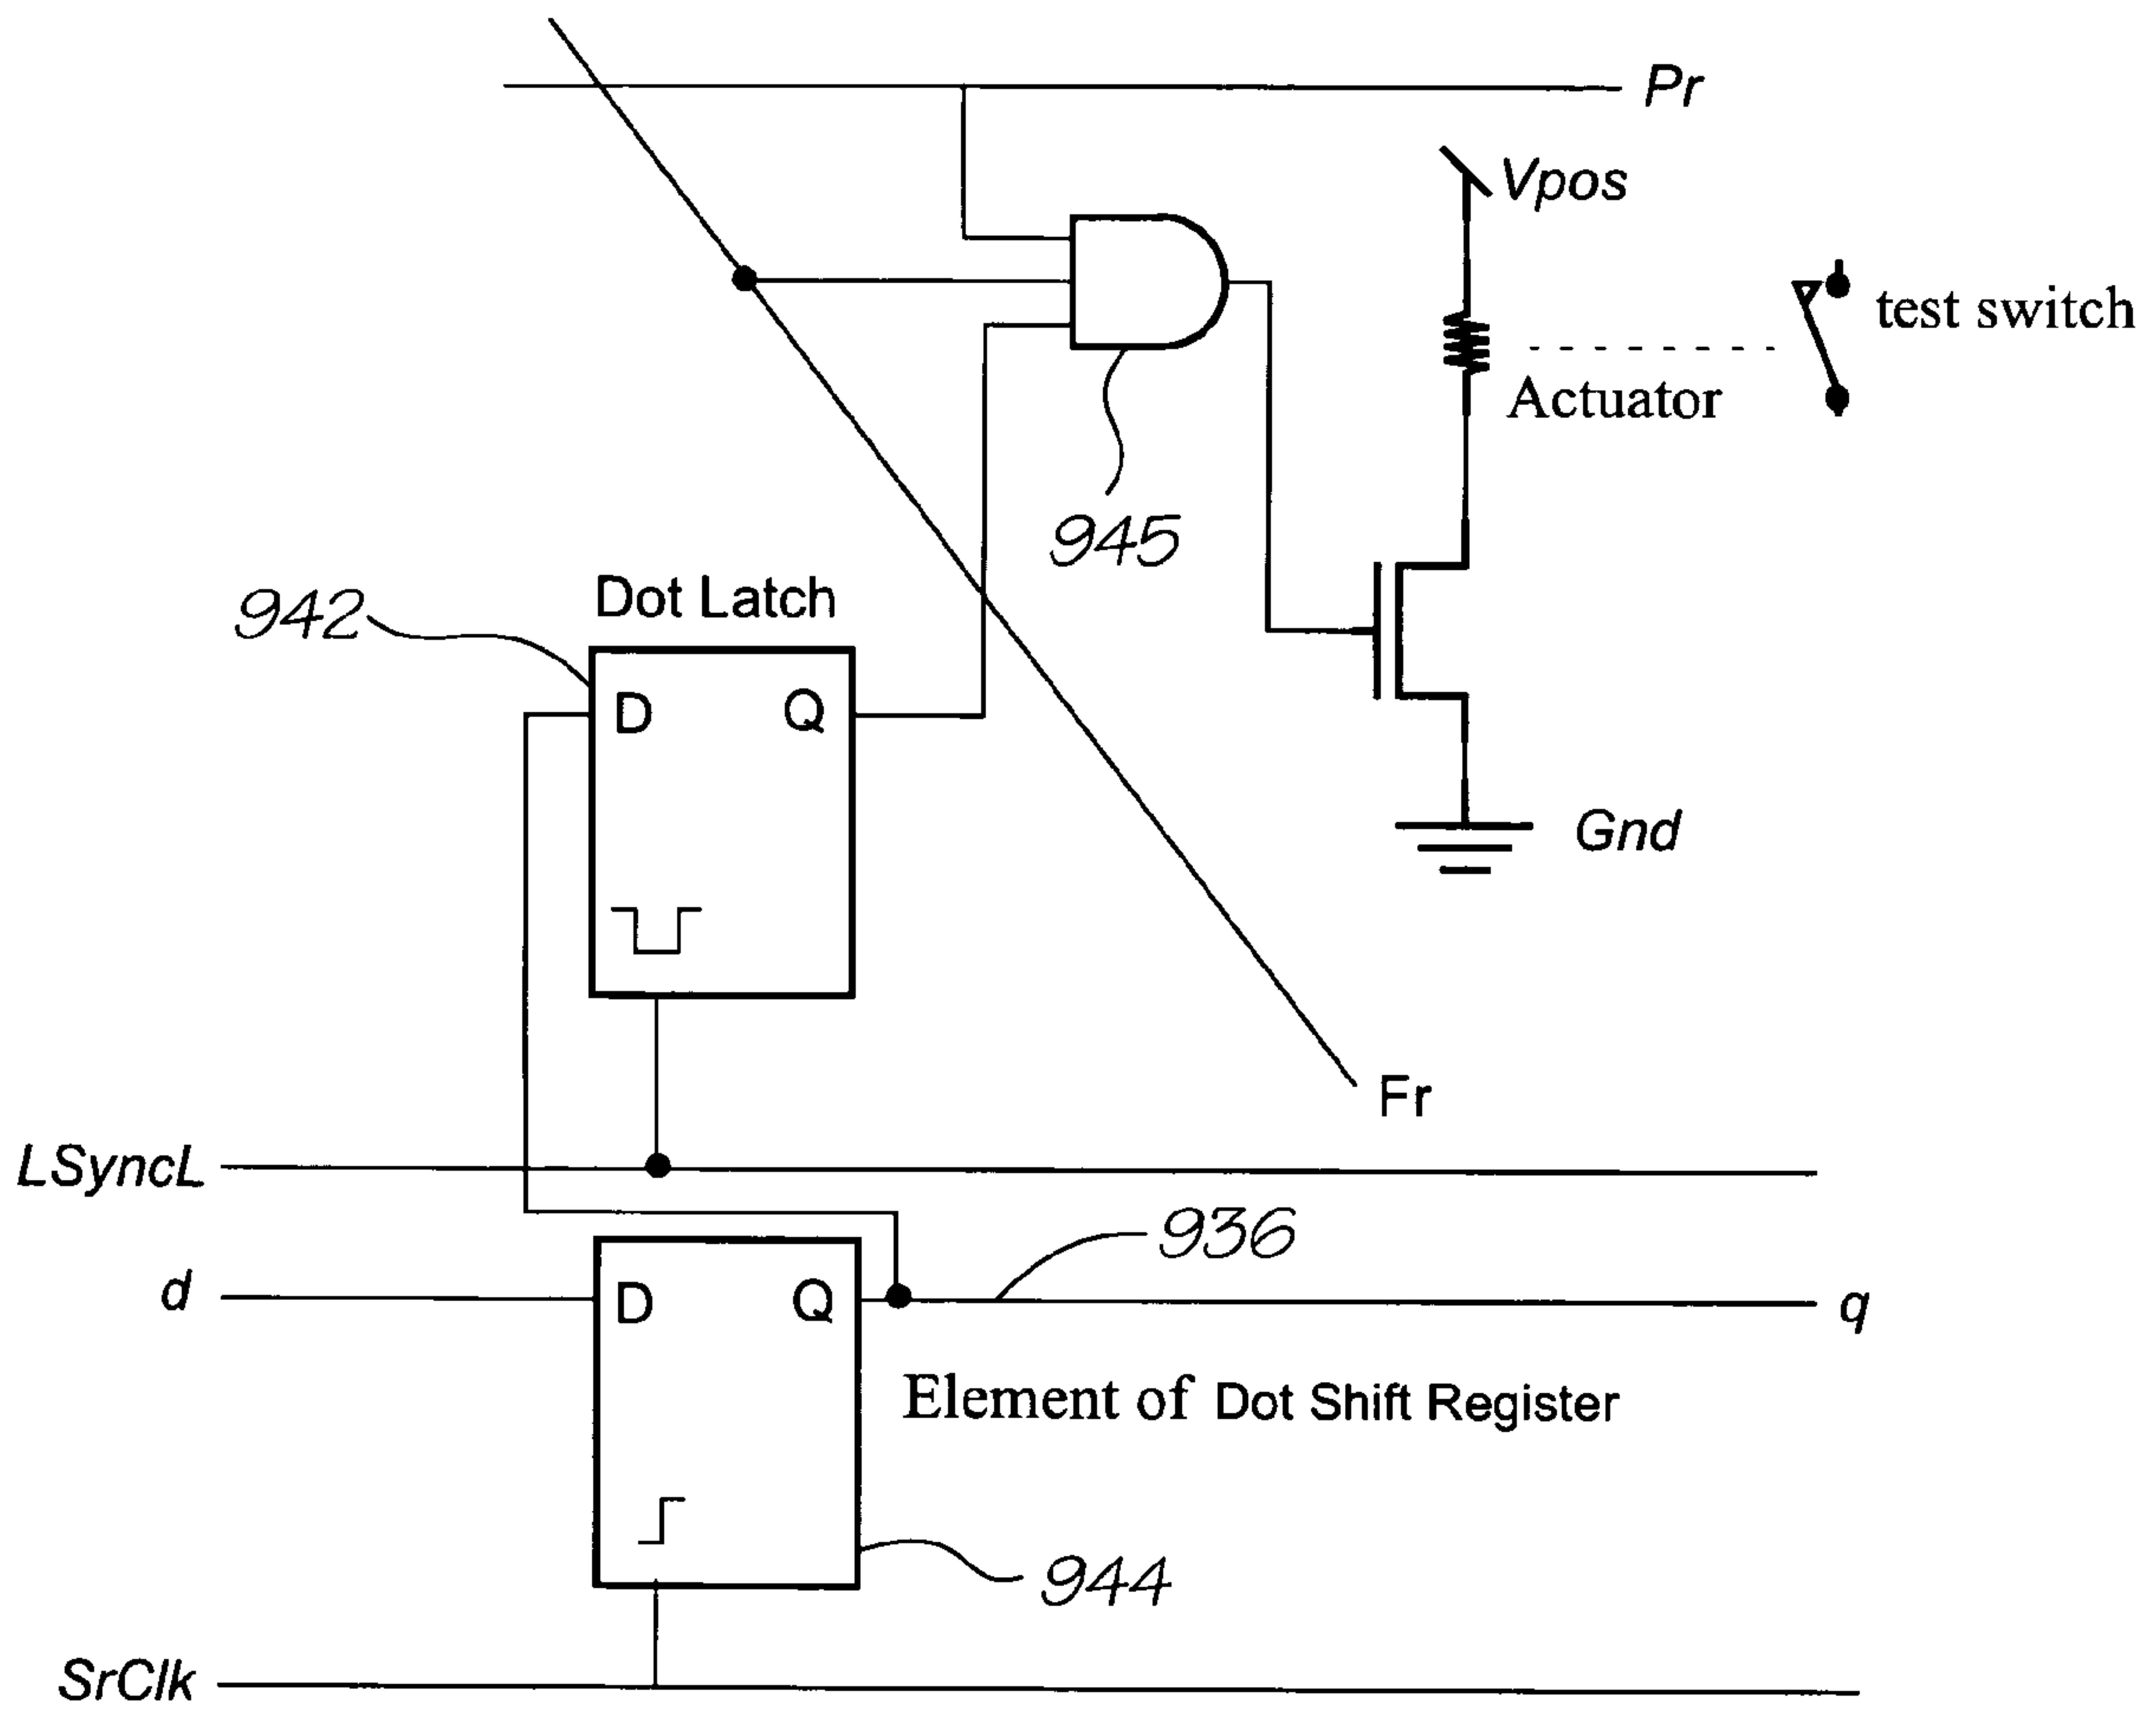 Pr
Vpos
test switch
Actuator
945
942
Dot Latch
D Q
Gnd
Fr
LSyncL
936
d
D Q
q
Element of Dot Shift Register
944
SrClk